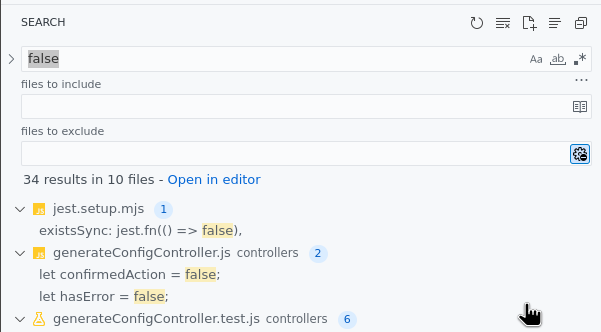 SEARCH
false
Aa ab .*
files to include
...
files to exclude
34 results in 10 files - Open in editor
JS jest.setup.mjs 1
existsSync: jest.fn(() => false),
JS generateConfigController.js controllers 2
let confirmedAction = false;
let hasError = false;
generateConfigController.test.js controllers 6